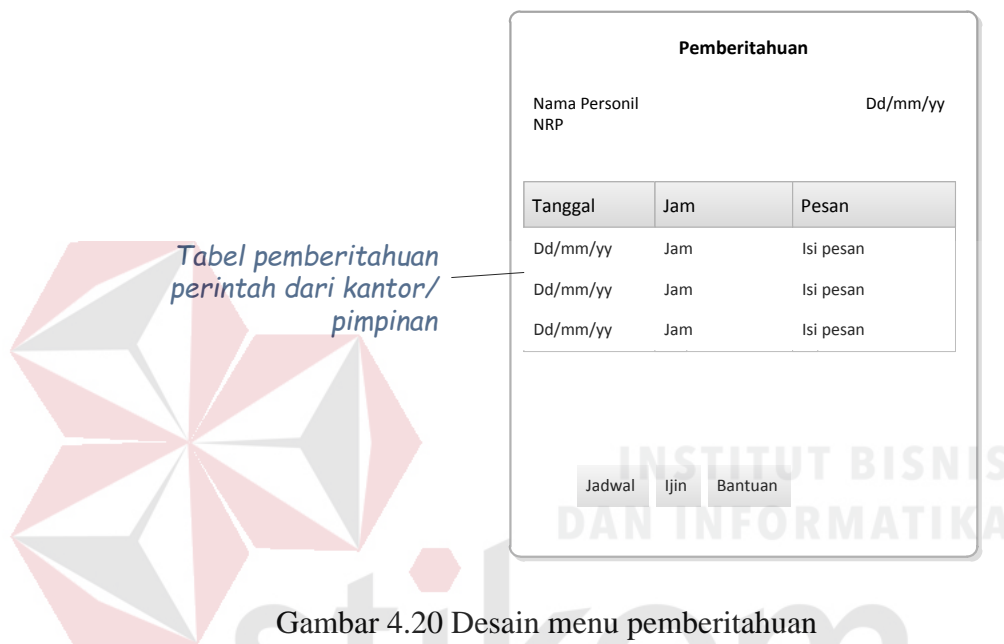 Pemberitahuan
Nama Personil Dd/mm/yy
NRP
Tanggal Jam Pesan
Dd/mm/yy Jam Isi pesan
Dd/mm/yy Jam Isi pesan
Dd/mm/yy Jam Isi pesan
Tabel pemberitahuan
perintah dari kantor/
pimpinan
INSTITUT BISNIS
DAN INFORMATIKA
Jadwal Ijin Bantuan
stikom
Gambar 4.20 Desain menu pemberitahuan